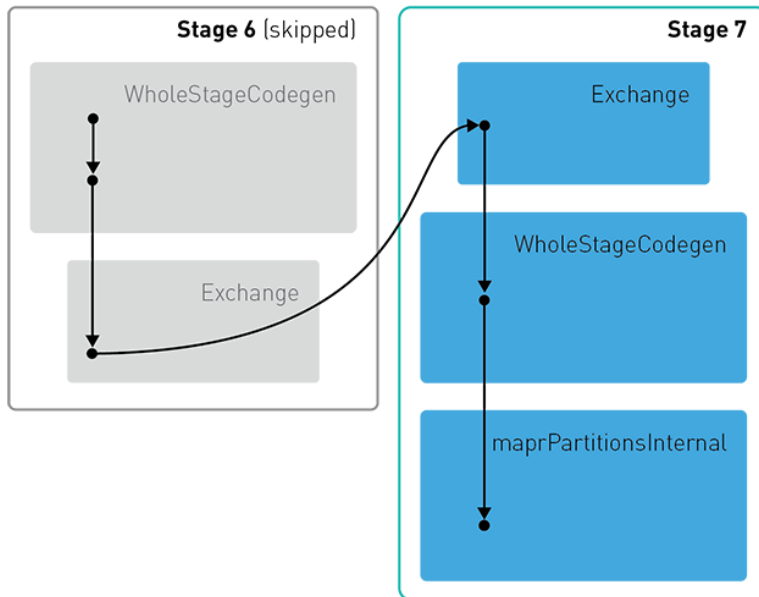 Stage 6 (skipped)
WholeStageCodegen
Exchange
Stage 7
Exchange
WholeStageCodegen
maprPartitionsInternal